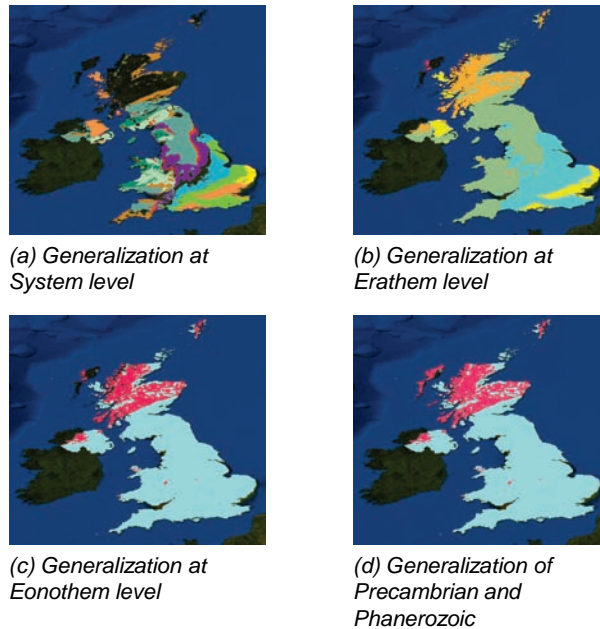 (a) Generalization at
System level
(b) Generalization at
Erathem level
(c) Generalization at
Eonothem level
(d) Generalization of
Precambrian and
Phanerozoic